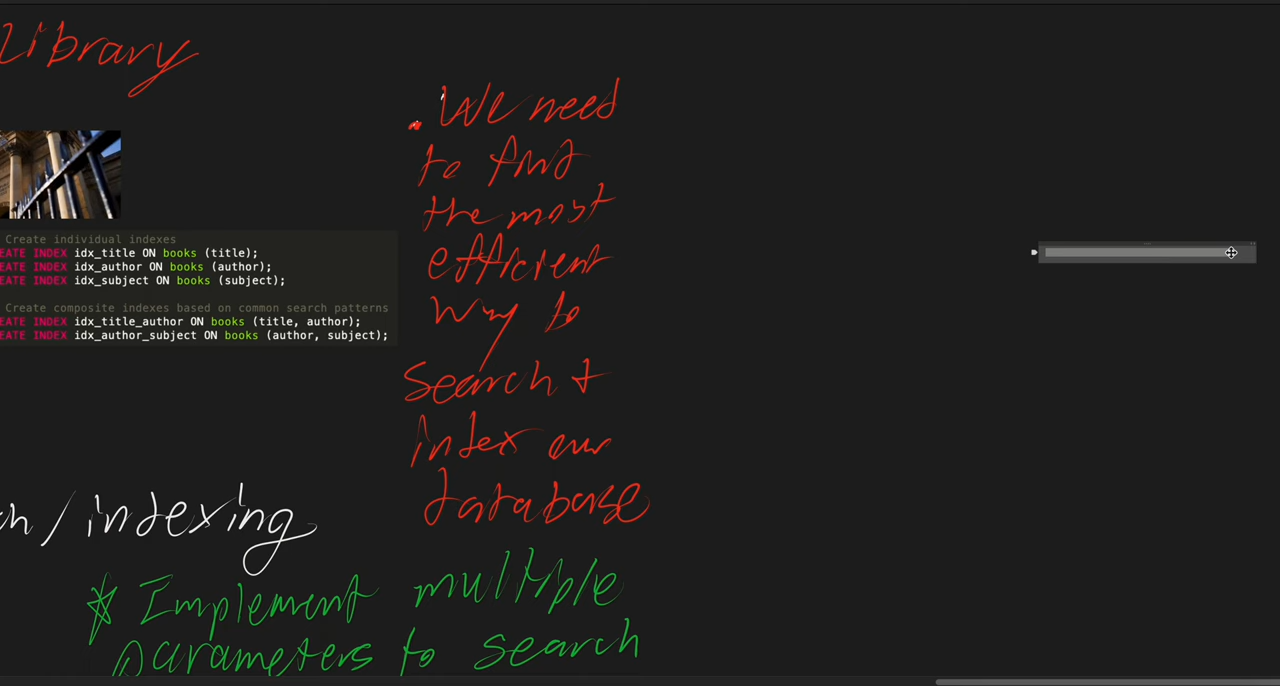 Library
Create individual indexes
EATE INDEX idx_title ON books (title);
EATE INDEX idx_author ON books (author);
EATE INDEX idx_subject ON books (subject);
Create composite indexes based on common search patterns
EATE INDEX idx_title_author ON books (title, author);
EATE INDEX idx_author_subject ON books (author, subject);
. We need
to find
the most
efficient
way to
Search +
index our
database
h/indexing
* Implement multiple
parameters to search